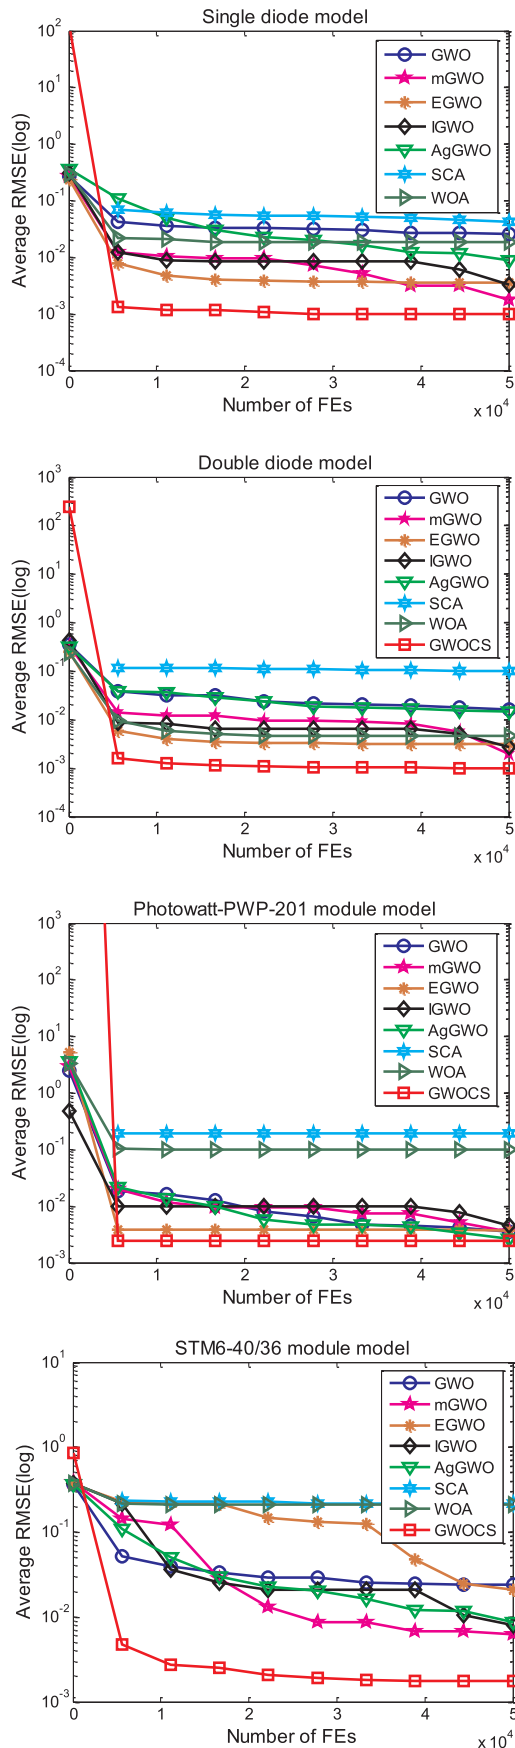 Single diode model
10^2
10^1
10^0
10^-1
10^-2
10^-3
10^-4
Average RMSE(log)
GWO
mGWO
EGWO
IGWO
AgGWO
SCA
WOA
0 1 2 3 4 5
Number of FEs
x 10^4
Double diode model
10^3
10^2
10^1
10^0
10^-1
10^-2
10^-3
10^-4
Average RMSE(log)
GWO
mGWO
EGWO
IGWO
AgGWO
SCA
WOA
GWOCS
0 1 2 3 4 5
Number of FEs
x 10^4
Photowatt-PWP-201 module model
10^3
10^2
10^1
10^0
10^-1
10^-2
10^-3
Average RMSE(log)
GWO
mGWO
EGWO
IGWO
AgGWO
SCA
WOA
GWOCS
0 1 2 3 4 5
Number of FEs
x 10^4
STM6-40/36 module model
10^1
10^0
10^-1
10^-2
10^-3
Average RMSE(log)
GWO
mGWO
EGWO
IGWO
AgGWO
SCA
WOA
GWOCS
0 1 2 3 4 5
Number of FEs
x 10^4